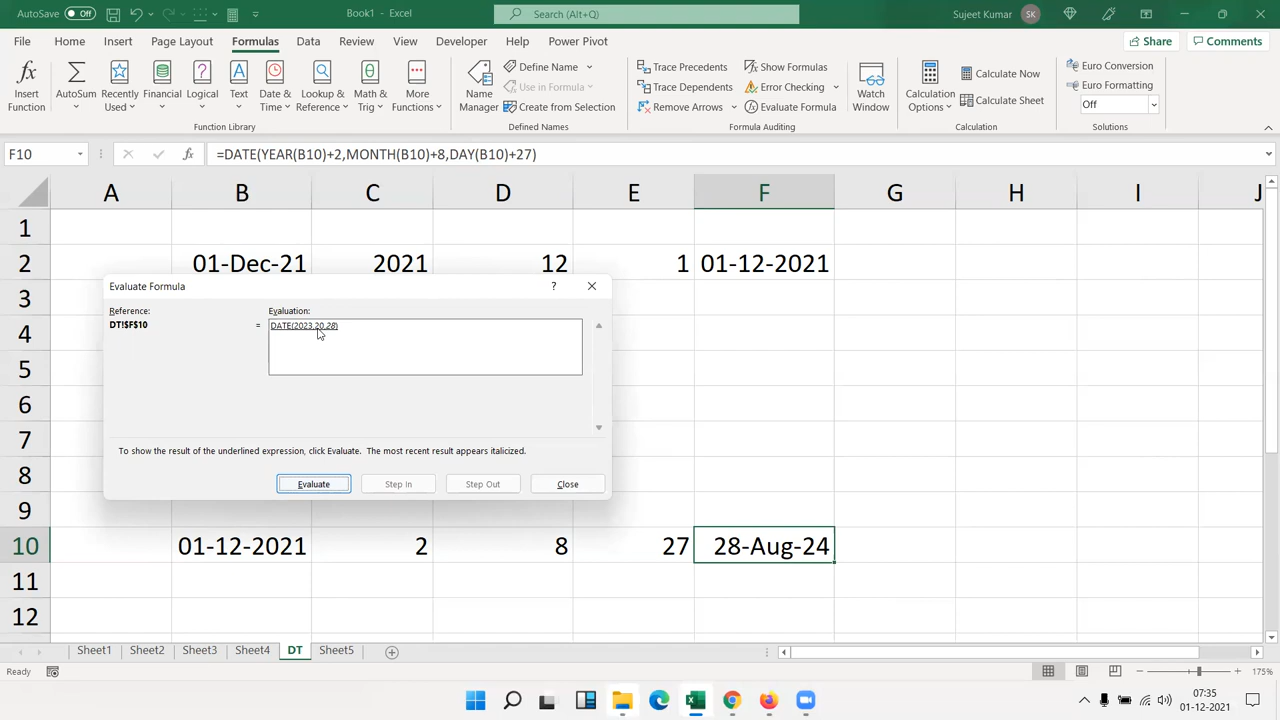 AutoSave Off Book1 - Excel Search (Alt+Q) Sujeet Kumar SK
File Home Insert Page Layout Formulas Data Review View Developer Help Power Pivot Share Comments
Insert Function
AutoSum
Recently Used
Financial
Logical
Text
Date & Time
Lookup & Reference
Math & Trig
More Functions
Function Library
Name Manager
Define Name
Use in Formula
Create from Selection
Defined Names
Trace Precedents
Trace Dependents
Remove Arrows
Show Formulas
Error Checking
Evaluate Formula
Formula Auditing
Watch Window
Calculation Options
Calculate Now
Calculate Sheet
Calculation
Euro Conversion
Euro Formatting
Off
Solutions
F10 fx =DATE(YEAR(B10)+2,MONTH(B10)+8,DAY(B10)+27)
A B C D E F G H I J
1
2 01-Dec-21 2021 12 1 01-12-2021
3
4
5
6
7
8
9
10 01-12-2021 2 8 27 28-Aug-24
11
12
Evaluate Formula ?
Reference: Evaluation:
DT!$F$10 = DATE(2023,20,28)
To show the result of the underlined expression, click Evaluate. The most recent result appears italicized.
Evaluate Step In Step Out Close
Sheet1 Sheet2 Sheet3 Sheet4 DT Sheet5
Ready 175%
07:35
01-12-2021